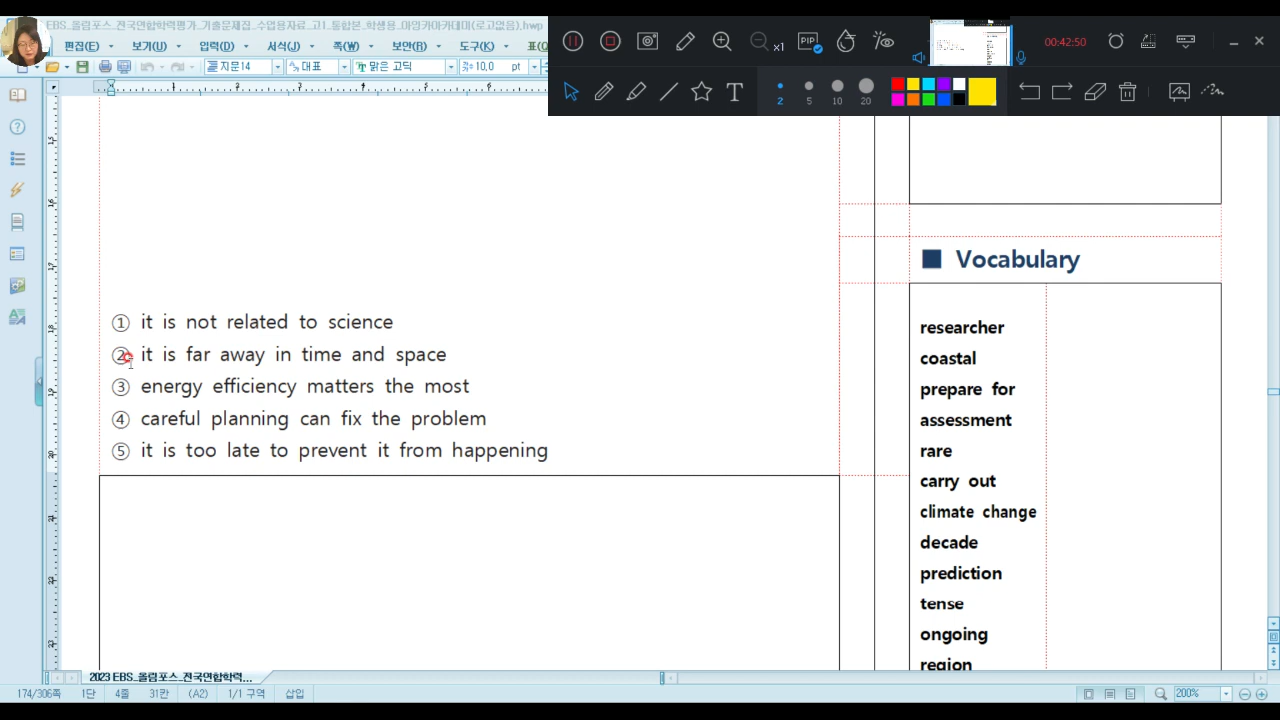 EBS_올림포스_전국연합학력평가_기출문제집_수업용자료_고1_통합본_학생용_아잉카아카데미(로고없음).hwp
편집(E) 보기(U) 입력(D) 서식(J) 쪽(W) 보안(R) 도구(K) 표(Q
지문14 대표 맑은 고딕 10,0 pt
x1 PIP 00:42:50
2 5 10 20
① it is not related to science
② it is far away in time and space
③ energy efficiency matters the most
④ careful planning can fix the problem
⑤ it is too late to prevent it from happening
Vocabulary
researcher
coastal
prepare for
assessment
rare
carry out
climate change
decade
prediction
tense
ongoing
region
2023 EBS_올림포스_전국연합학력...
174/306쪽 1단 4줄 31칸 (A2) 1/1 구역 삽입 200%